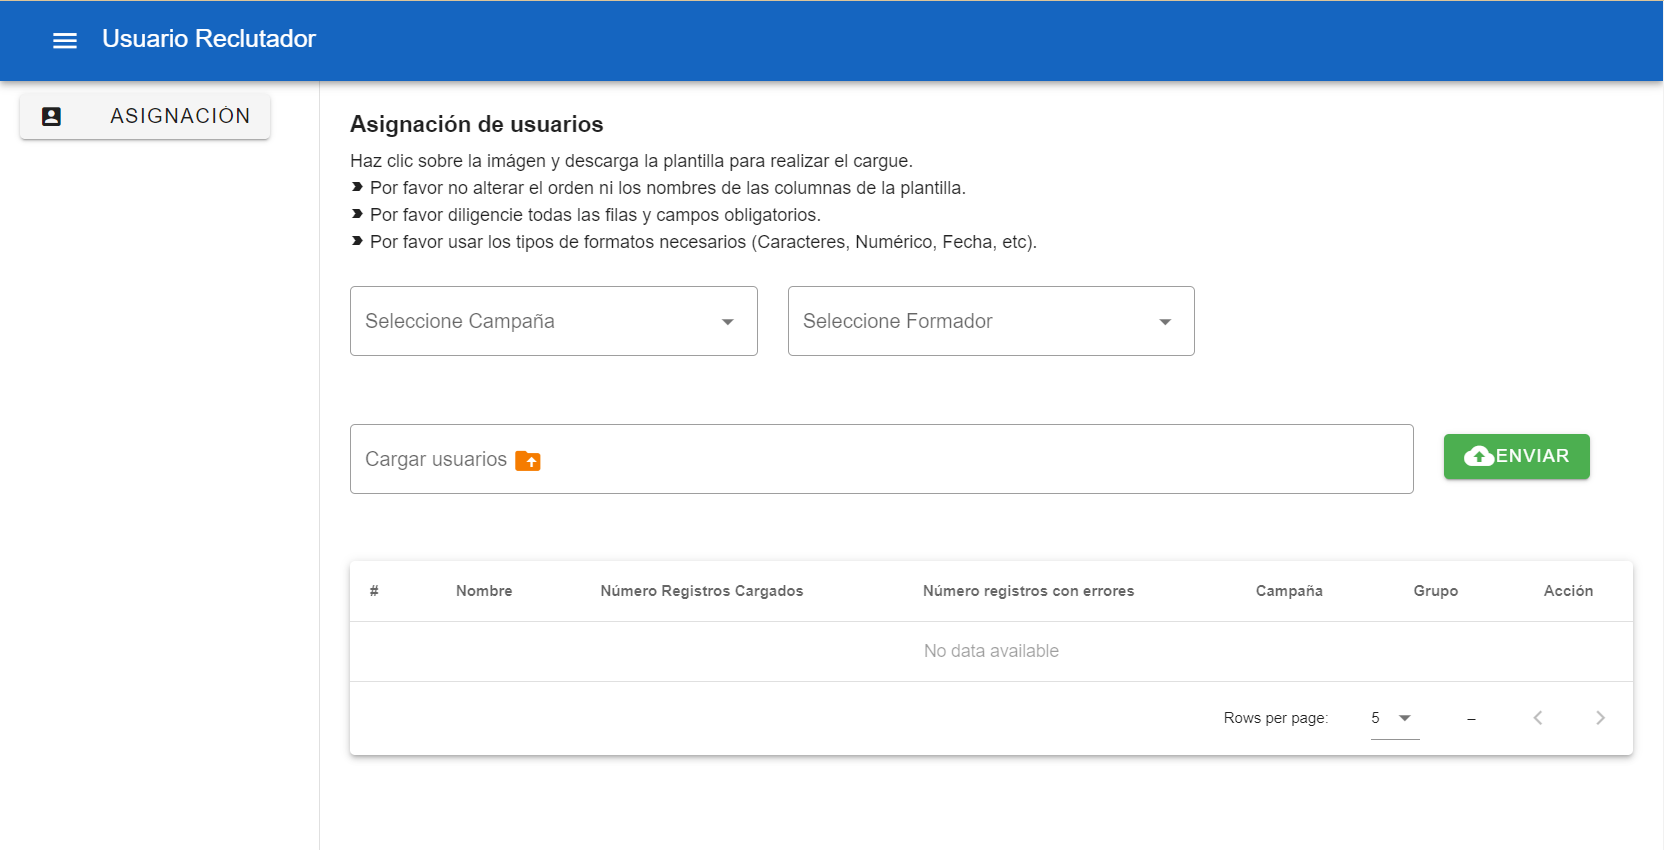 Usuario Reclutador
ASIGNACIÓN
Asignación de usuarios
Haz clic sobre la imágen y descarga la plantilla para realizar el cargue.
Por favor no alterar el orden ni los nombres de las columnas de la plantilla.
Por favor diligencie todas las filas y campos obligatorios.
Por favor usar los tipos de formatos necesarios (Caracteres, Numérico, Fecha, etc).
Seleccione Campaña Seleccione Formador
Cargar usuarios ENVIAR
# Nombre Número Registros Cargados Número registros con errores Campaña Grupo Acción
No data available
Rows per page: 5 –